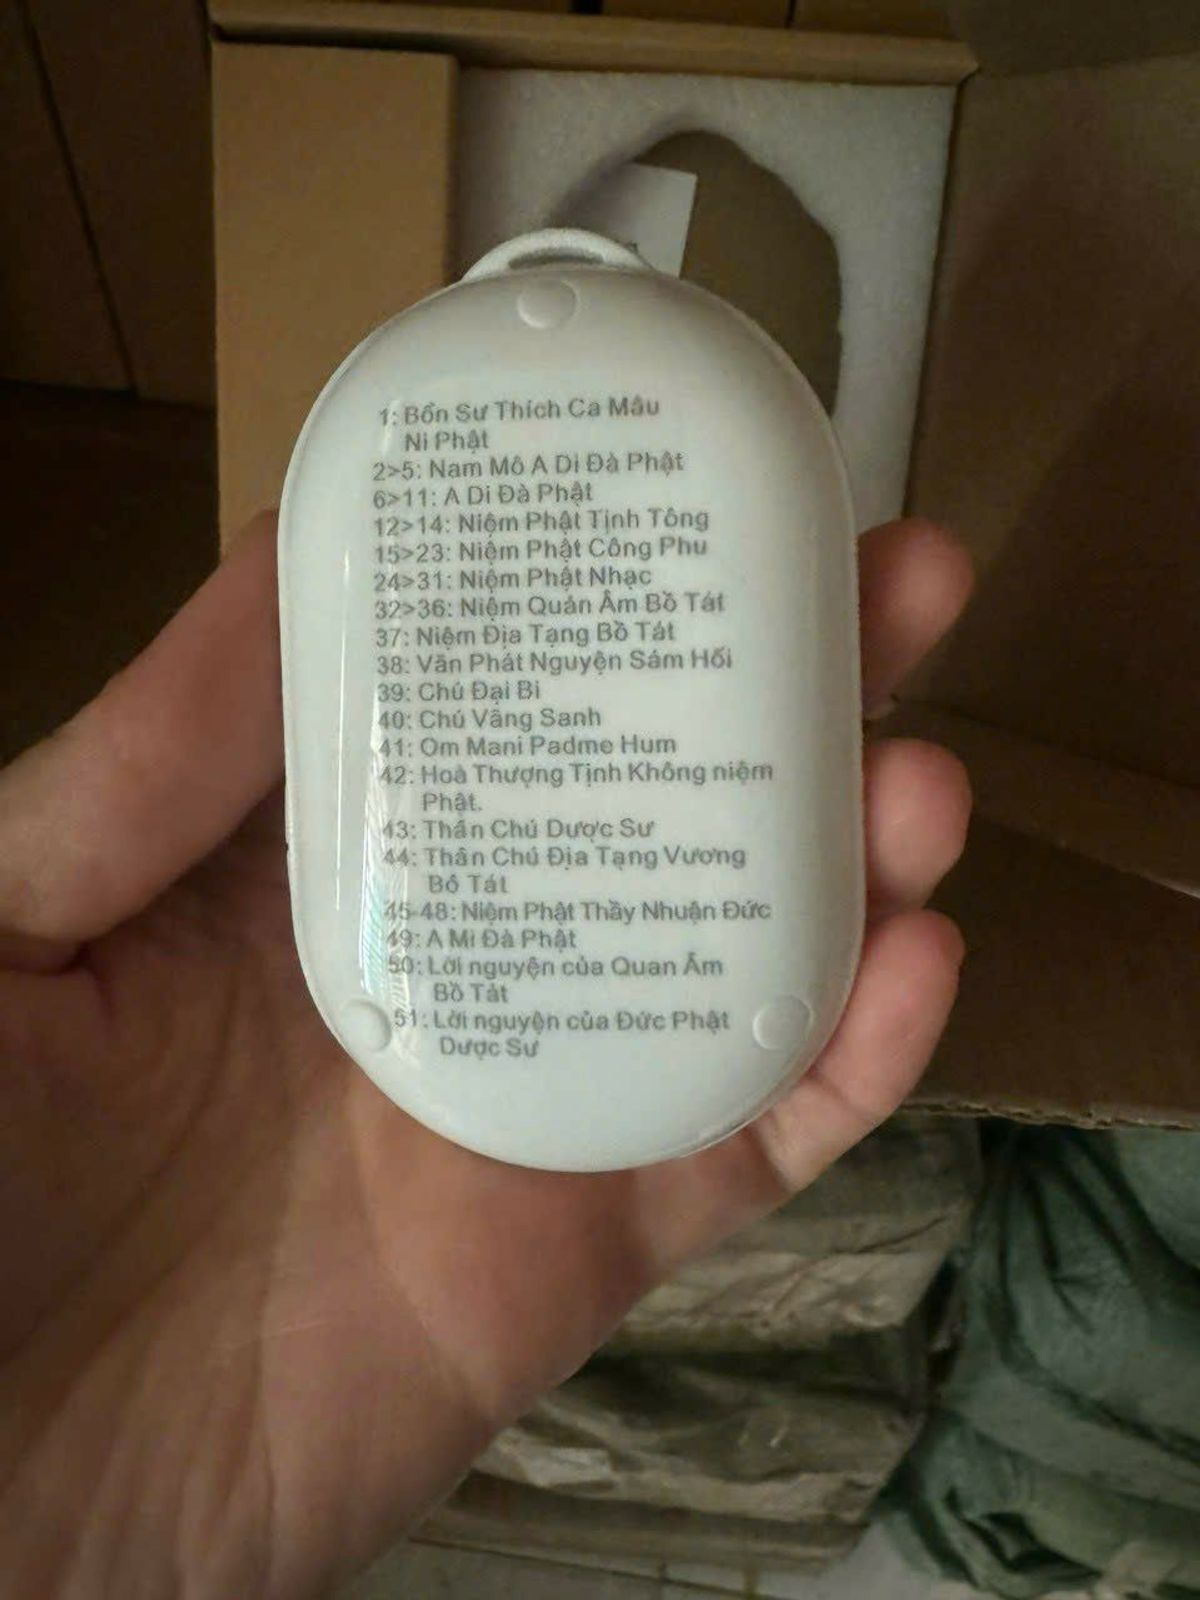 1: Bổn Sư Thích Ca Mâu
Ni Phật
2>5: Nam Mô A Di Đà Phật
6>11: A Di Đà Phật
12>14: Niệm Phật Tịnh Tông
15>23: Niệm Phật Công Phu
24>31: Niệm Phật Nhạc
32>36: Niệm Quán Âm Bồ Tát
37: Niệm Địa Tạng Bồ Tát
38: Văn Phát Nguyện Sám Hối
39: Chú Đại Bi
40: Chú Vãng Sanh
41: Om Mani Padme Hum
42: Hoà Thượng Tịnh Không niệm
Phật.
43: Thần Chú Dược Sư
44: Thần Chú Địa Tạng Vương
Bồ Tát
45-48: Niệm Phật Thầy Nhuận Đức
49: A Mi Đà Phật
50: Lời nguyện của Quan Âm
Bồ Tát
51: Lời nguyện của Đức Phật
Dược Sư